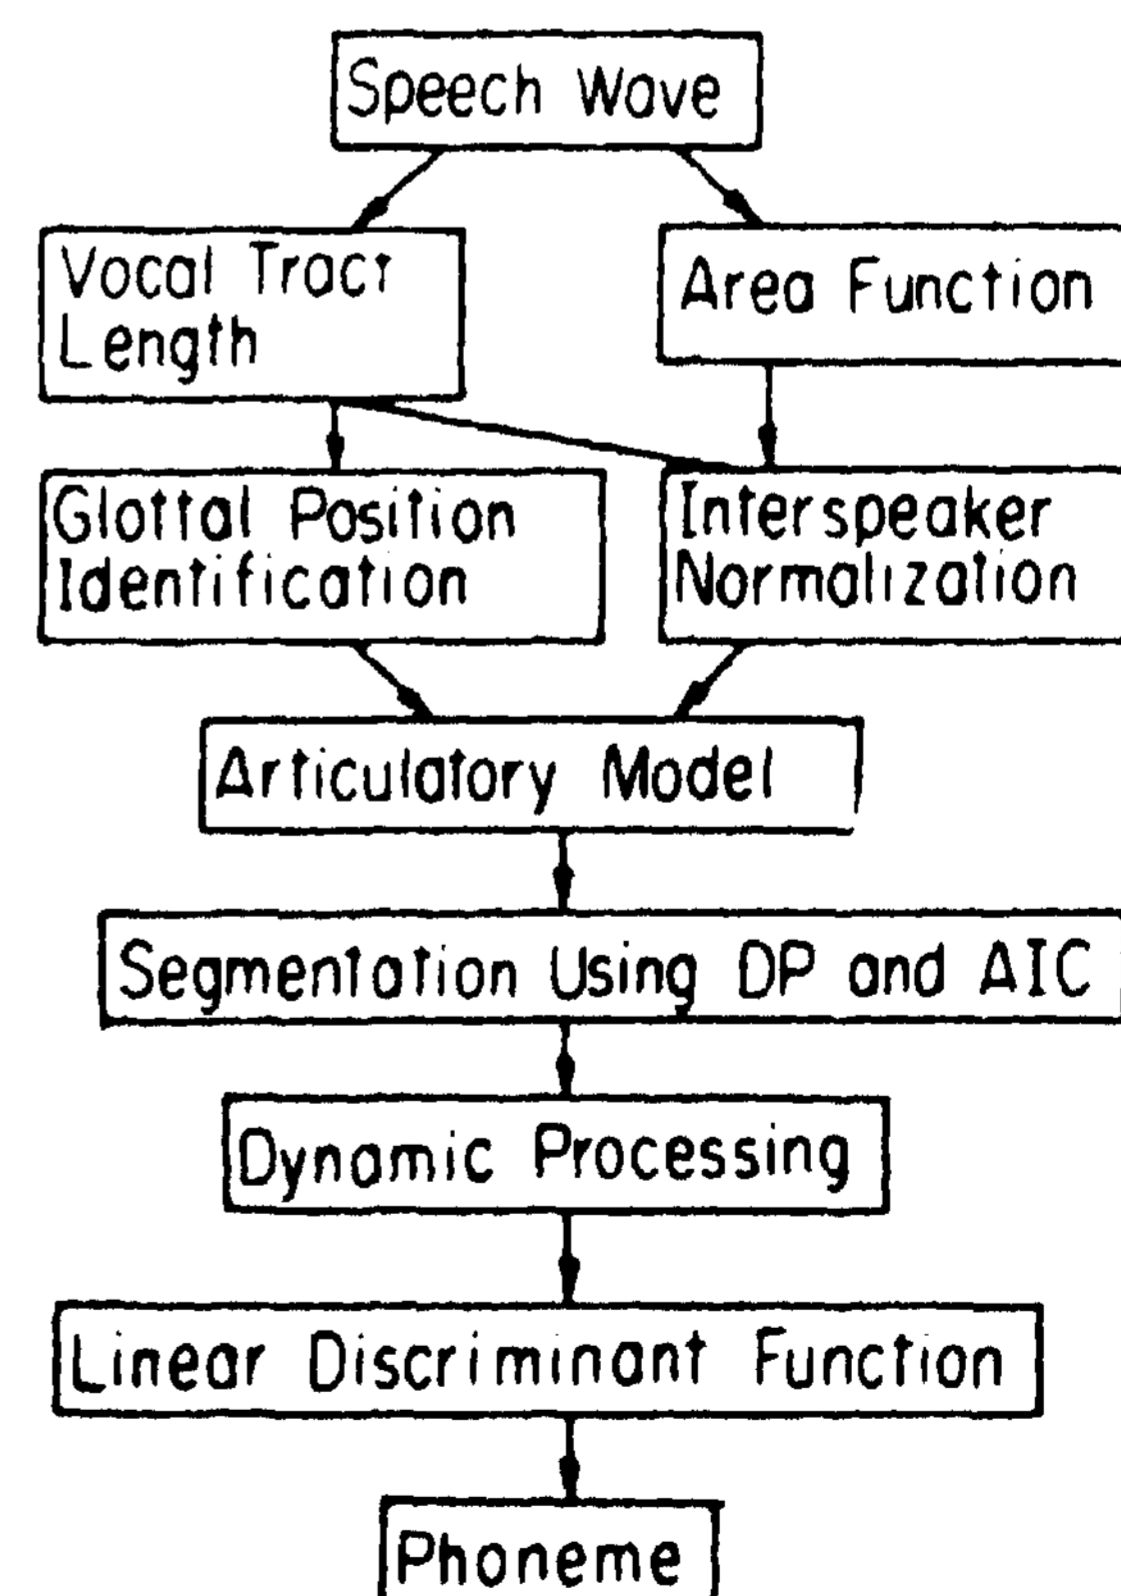 Speech Wave
Vocal Tract
Length
Area Function
Glottal Position
Identification
Interspeaker
Normalization
Articulatory Model
Segmentation Using DP and AIC
Dynamic Processing
Linear Discriminant Function
Phoneme